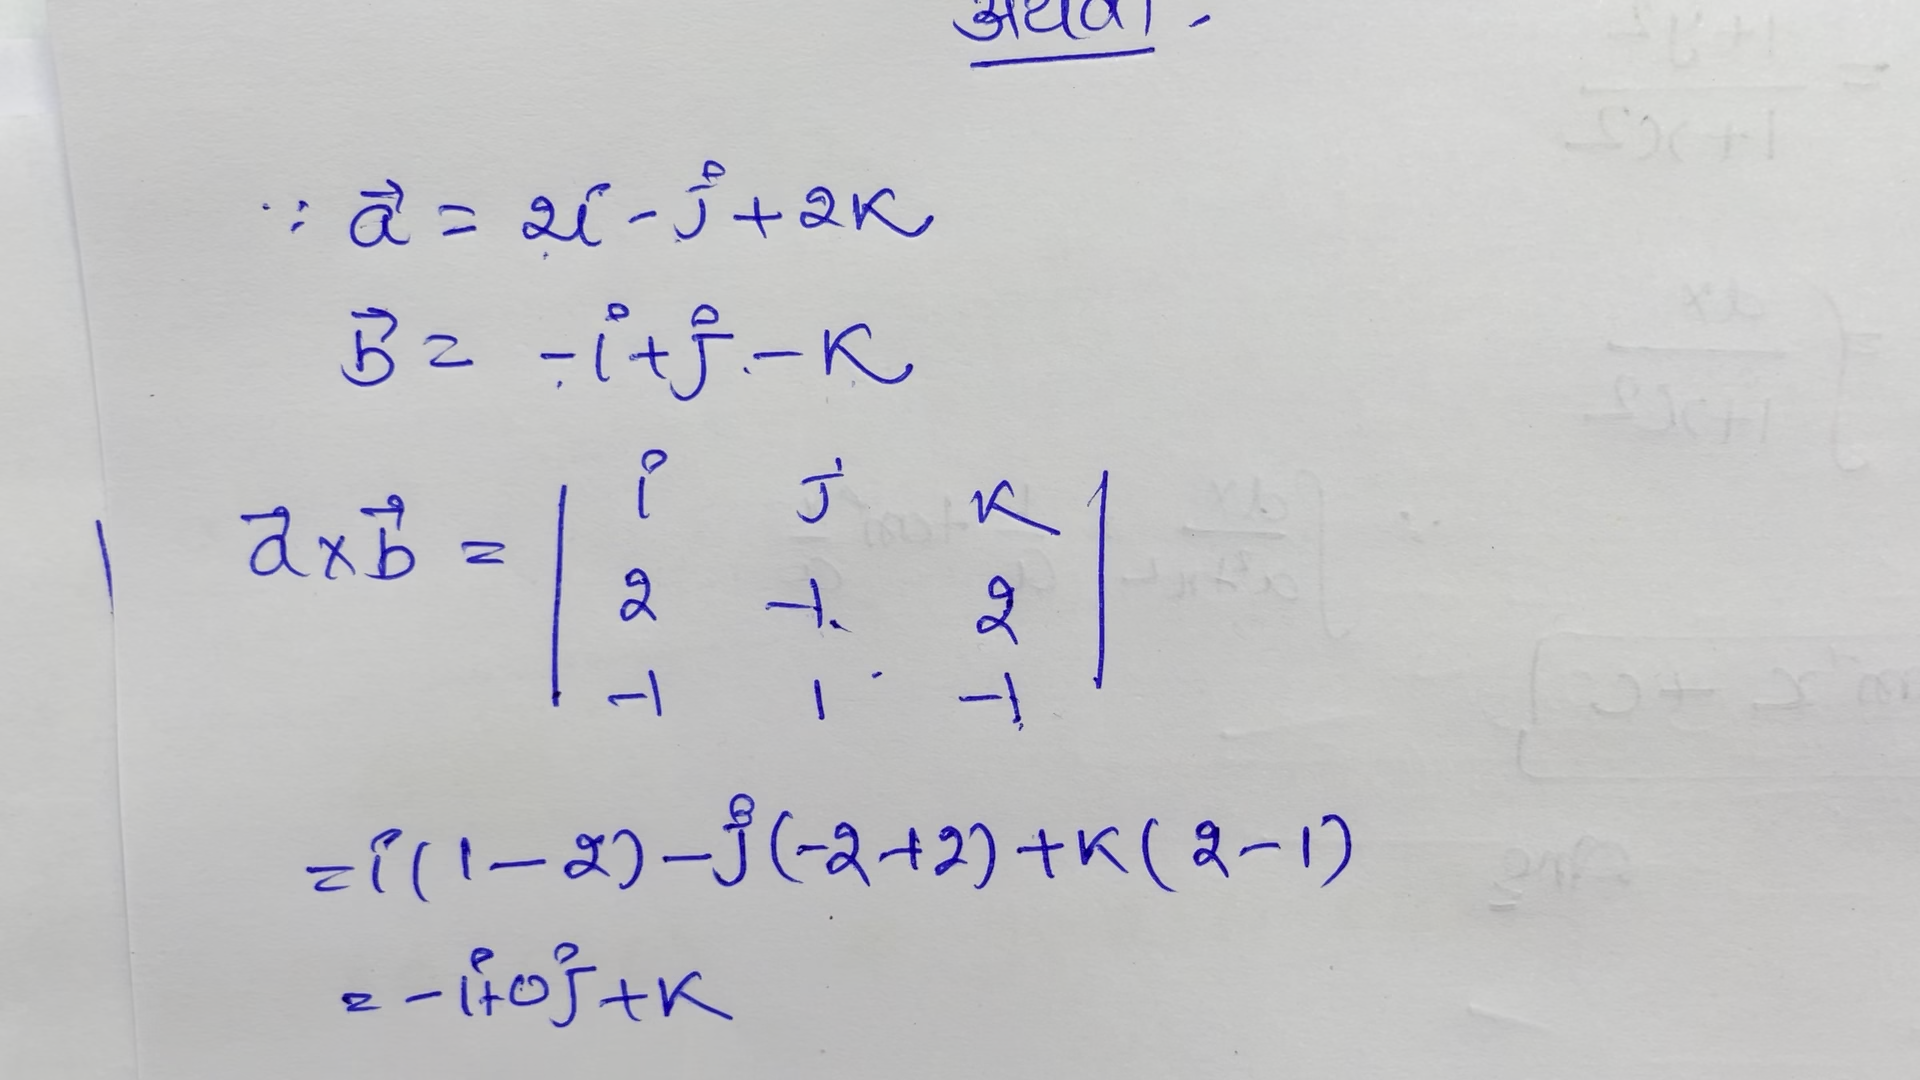 अथवा -
∵ a⃗ = 2i - j + 2k
b⃗ = -i + j - k
a⃗ x b⃗ = | i j k |
| 2 -1 2 |
| -1 1 -1 |
= i(1-2) - j(-2+2) + k(2-1)
= -i+0j+k